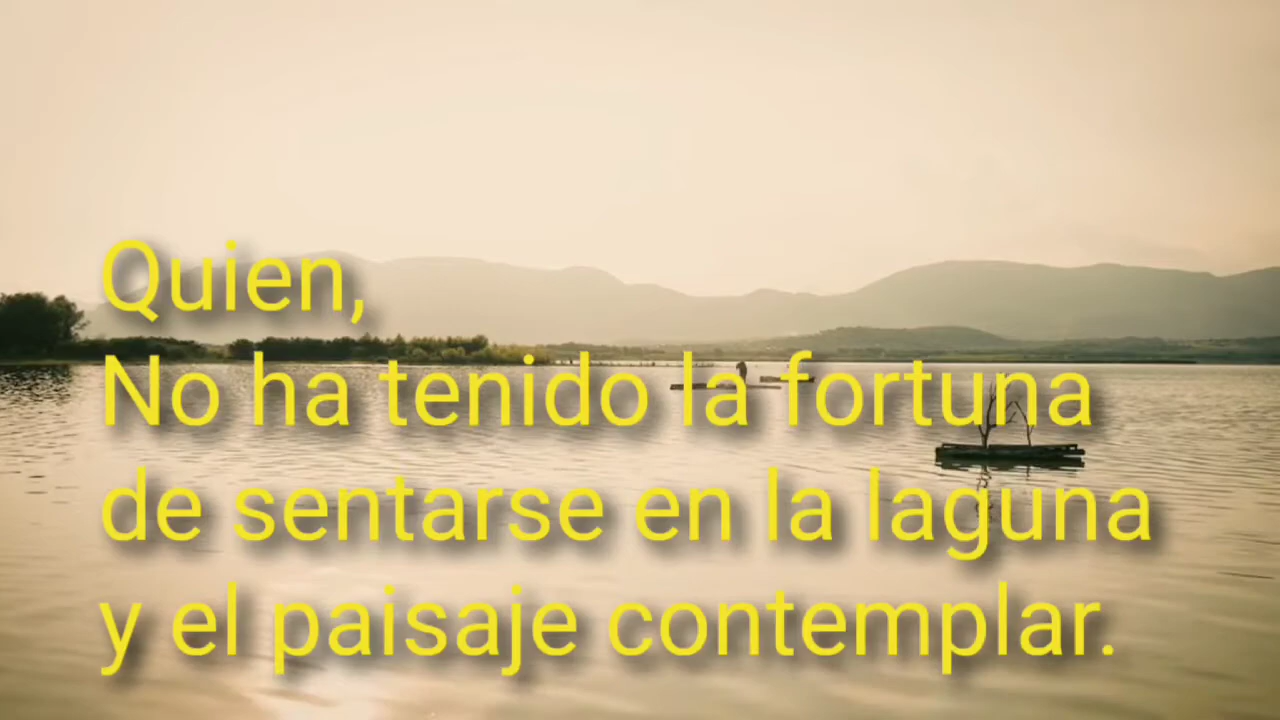 Quien,
No ha tenido la fortuna
de sentarse en la laguna
y el paisaje contemplar.